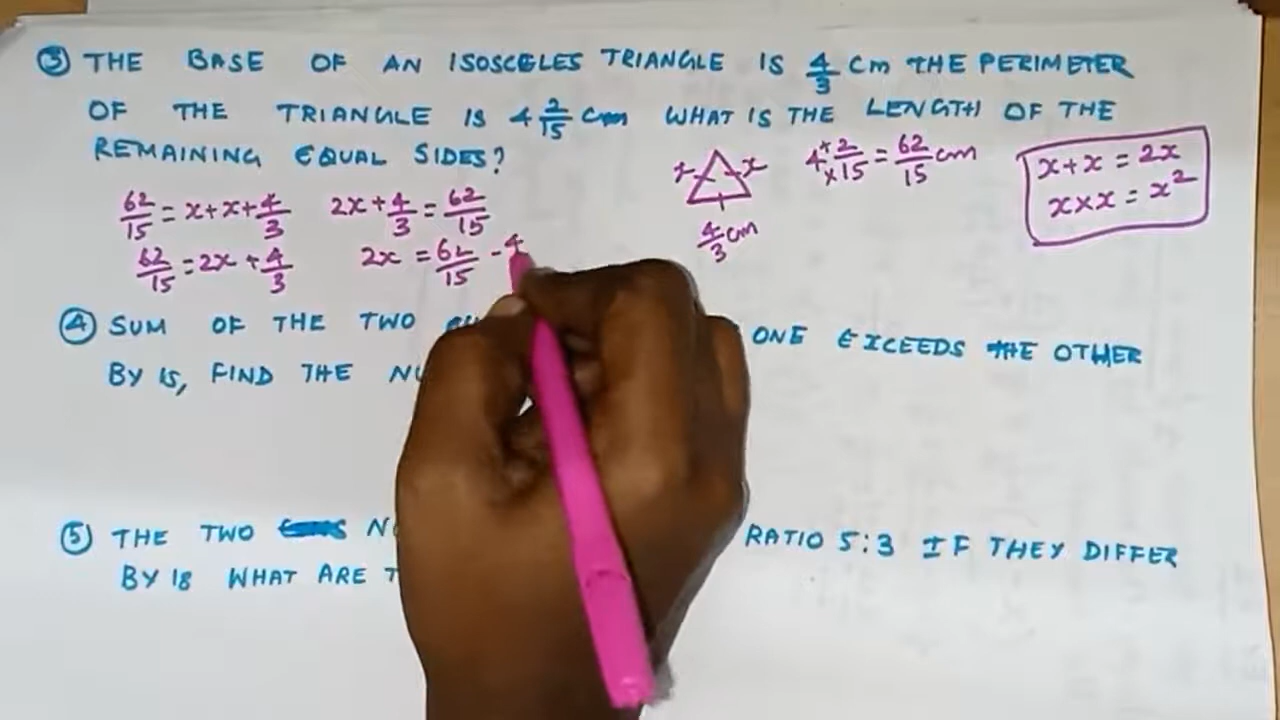 ③ THE BASE OF AN ISOSCELES TRIANGLE IS 4/3 cm THE PERIMETER
OF THE TRIANGLE IS 4 2/15 cm WHAT IS THE LENGTH OF THE
REMAINING EQUAL SIDES?
x x
4/3 cm
4 + × 2/15 = 62/15 cm
x+x = 2x
x×x = x²
62/15 = x+x+4/3
62/15 = 2x + 4/3
2x + 4/3 = 62/15
2x = 62/15 - 4
④ SUM OF THE TWO ONE EXCEEDS THE OTHER
BY 15, FIND THE
⑤ THE TWO RATIO 5:3 IF THEY DIFFER
BY 18 WHAT ARE